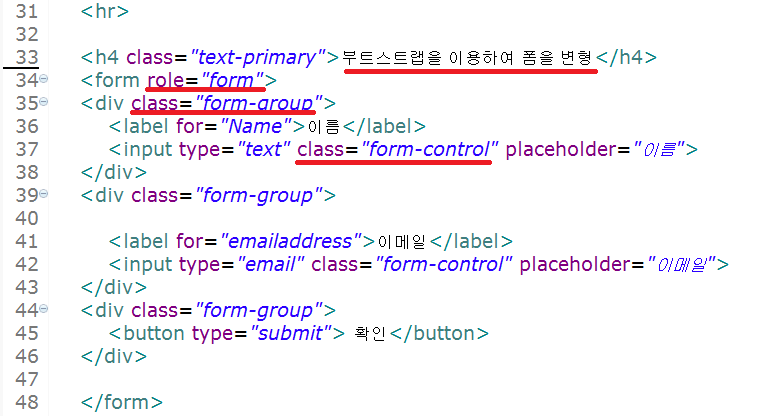 31 <hr>
32
33 <h4 class="text-primary">부트스트랩을 이용하여 폼을 변형</h4>
34 <form role="form">
35 <div class="form-group">
36 <label for="Name">이름</label>
37 <input type="text" class="form-control" placeholder="이름">
38 </div>
39 <div class="form-group">
40
41 <label for="emailaddress">이메일</label>
42 <input type="email" class="form-control" placeholder="이메일">
43 </div>
44 <div class="form-group">
45 <button type="submit"> 확인</button>
46 </div>
47
48 </form>